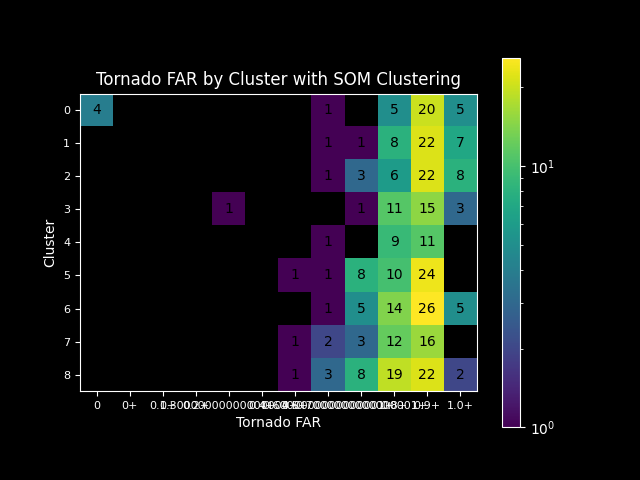 Tornado FAR by Cluster with SOM Clustering
0 4 1 5 20 5
1 1 1 8 22 7
2 1 3 6 22 8
3 1 1 11 15 3
4 1 9 11
5 1 1 8 10 24
6 1 5 14 26 5
7 1 2 3 12 16
8 1 3 8 19 22 2
Cluster
0 0+ 0.9+ 1.0+
Tornado FAR
10¹
10⁰